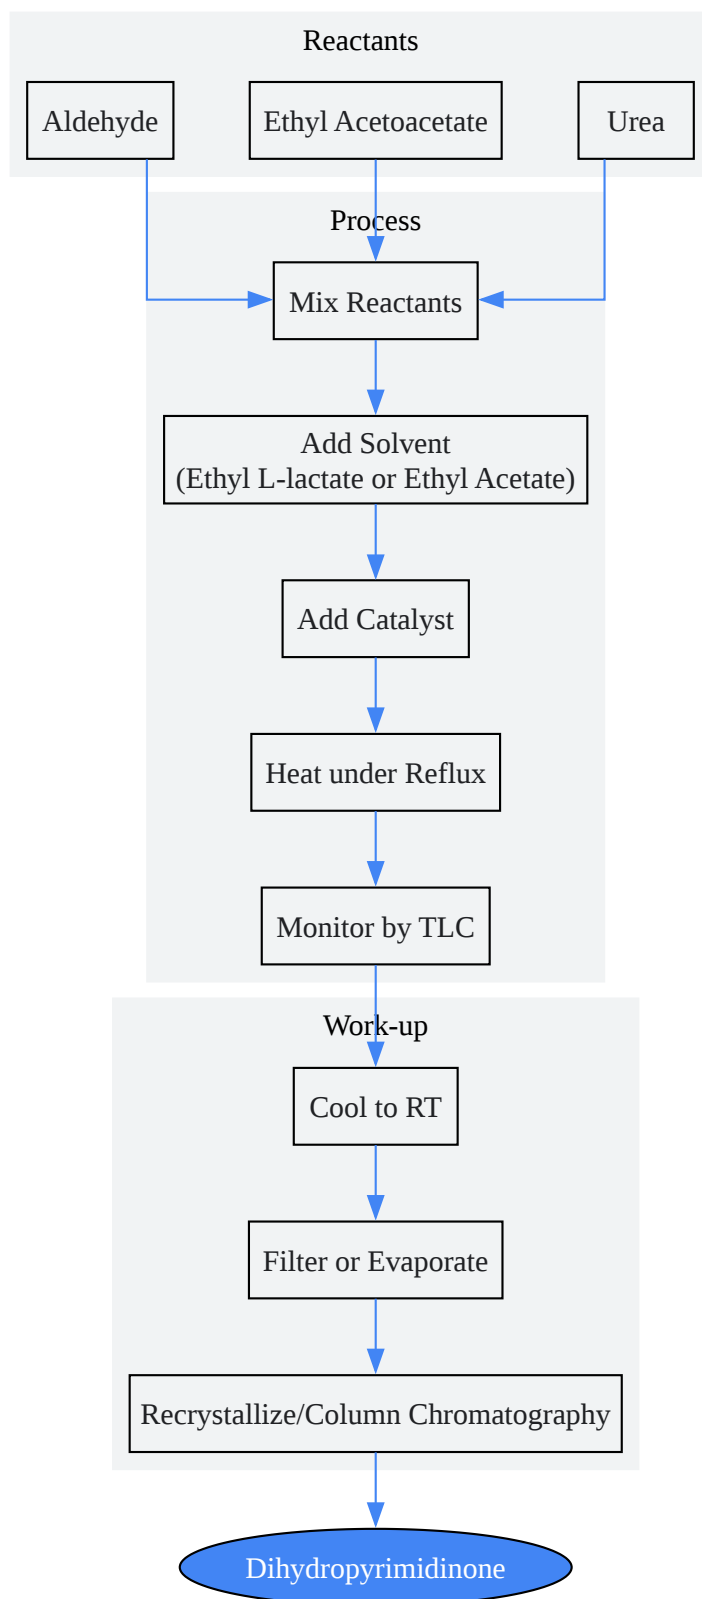 Reactants
Aldehyde
Ethyl Acetoacetate
Urea
Process
Mix Reactants
Add Solvent
(Ethyl L-lactate or Ethyl Acetate)
Add Catalyst
Heat under Reflux
Monitor by TLC
Work-up
Cool to RT
Filter or Evaporate
Recrystallize/Column Chromatography
Dihydropyrimidinone